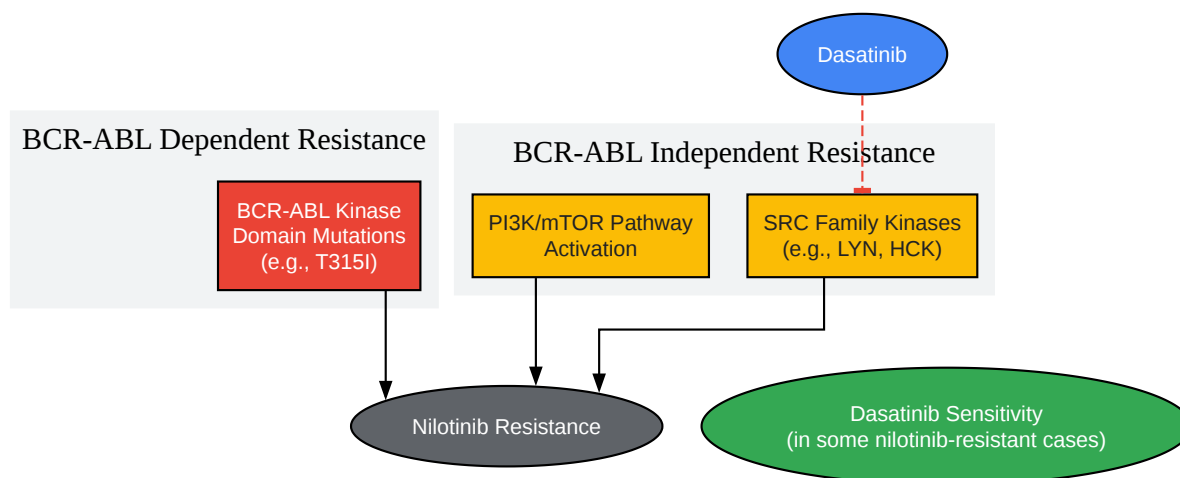 Dasatinib
BCR-ABL Dependent Resistance
BCR-ABL Independent Resistance
BCR-ABL Kinase
Domain Mutations
(e.g., T315I)
PI3K/mTOR Pathway
Activation
SRC Family Kinases
(e.g., LYN, HCK)
Nilotinib Resistance
Dasatinib Sensitivity
(in some nilotinib-resistant cases)